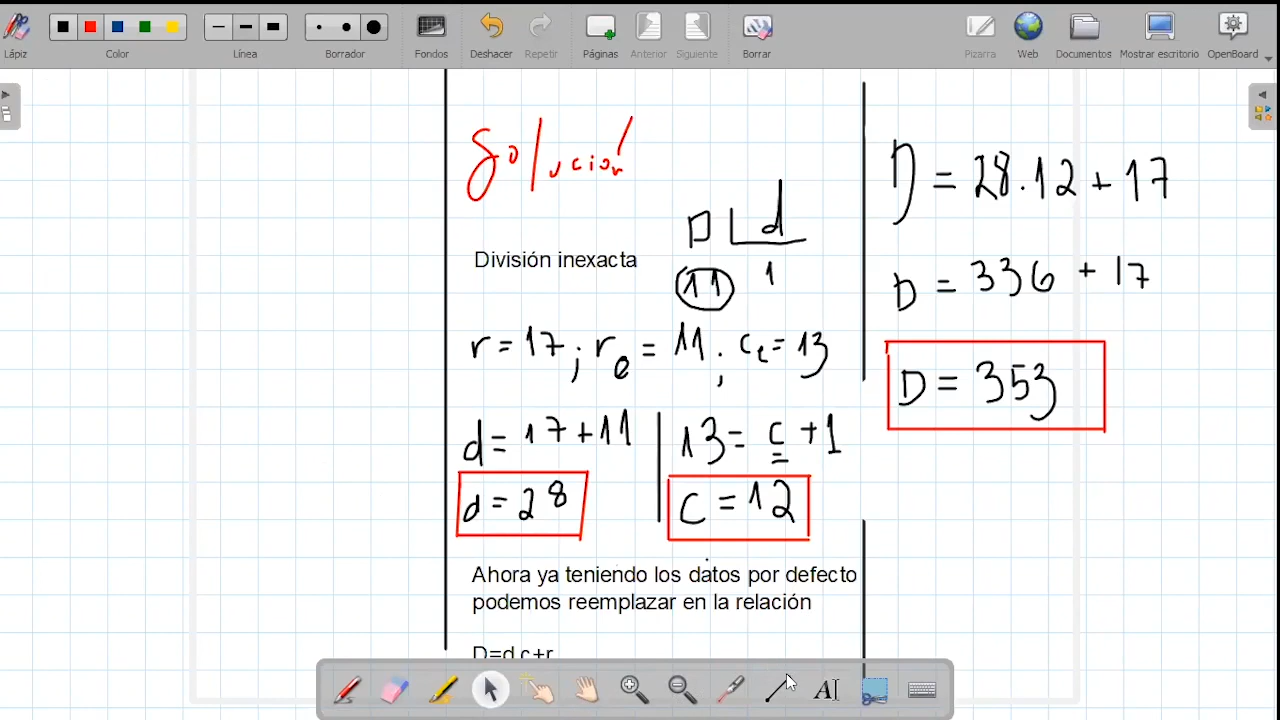 Lápiz Color Línea Borrador Fondos Deshacer Repetir Páginas Anterior Siguiente Borrar Pizarra Web Documentos Mostrar escritorio OpenBoard
Solución
División inexacta
D d
11 1
r = 17 ; re = 11 ; ct = 13
d = 17 + 11
d = 28
13 = c + 1
C = 12
Ahora ya teniendo los datos por defecto
podemos reemplazar en la relación
D=d.c+r
D = 28.12 + 17
D = 336 + 17
D = 353